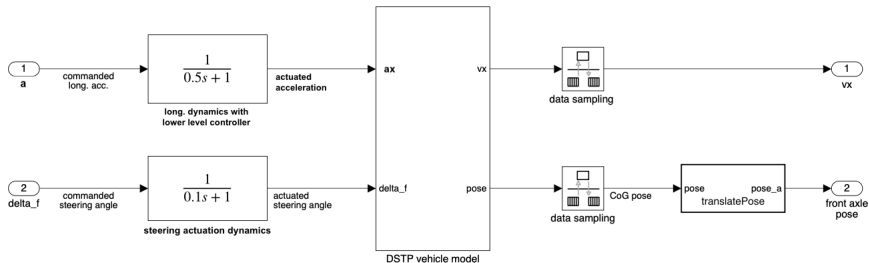 1
a
commanded
long. acc.
1
0.5s + 1
long. dynamics with
lower level controller
actuated
acceleration
ax
vx
data sampling
1
vx
2
delta_f
commanded
steering angle
1
0.1s + 1
steering actuation dynamics
actuated
steering angle
delta_f
pose
DSTP vehicle model
data sampling
CoG pose
pose
pose_a
translatePose
2
front axle
pose